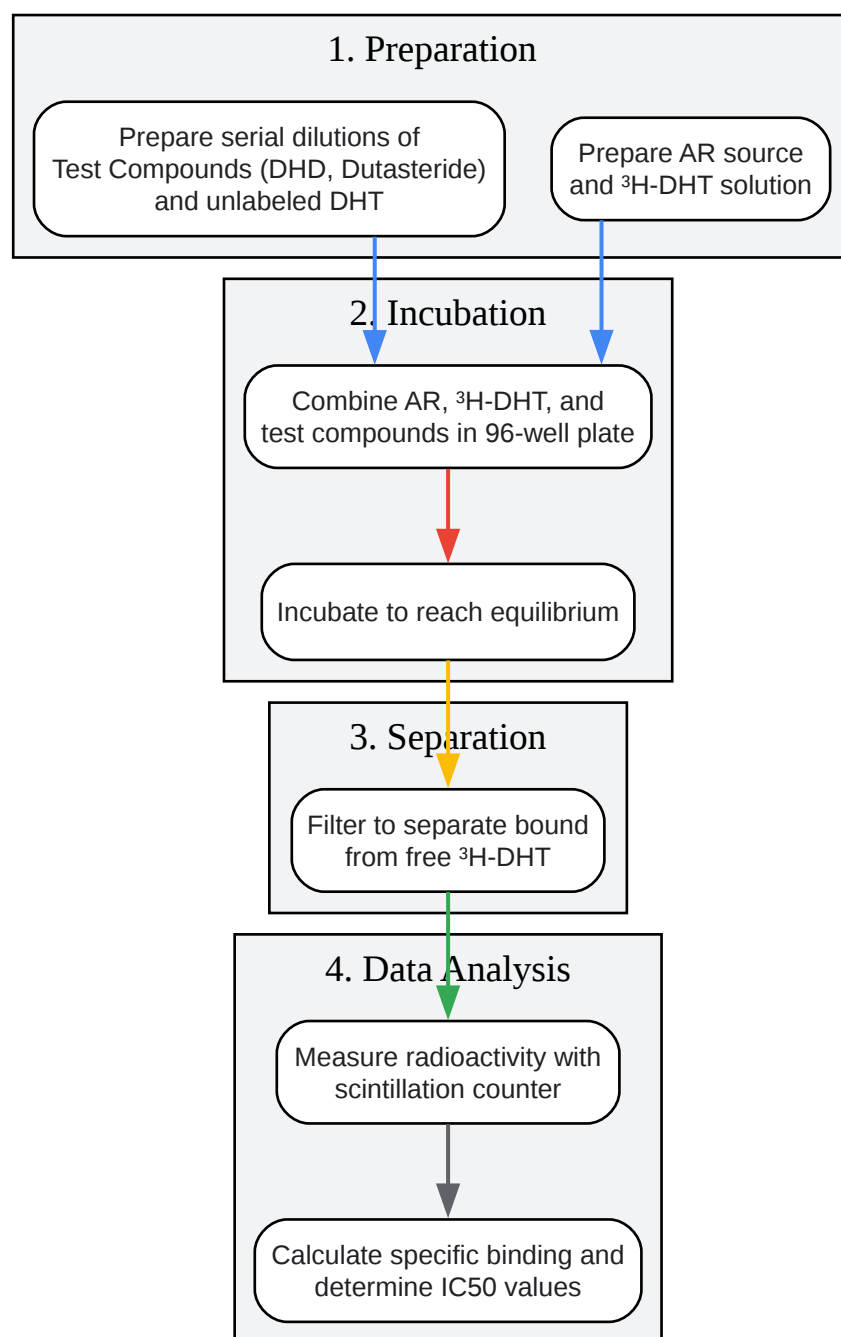 1. Preparation
Prepare serial dilutions of
Test Compounds (DHD, Dutasteride)
and unlabeled DHT
Prepare AR source
and ³H-DHT solution
2. Incubation
Combine AR, ³H-DHT, and
test compounds in 96-well plate
Incubate to reach equilibrium
3. Separation
Filter to separate bound
from free ³H-DHT
4. Data Analysis
Measure radioactivity with
scintillation counter
Calculate specific binding and
determine IC50 values